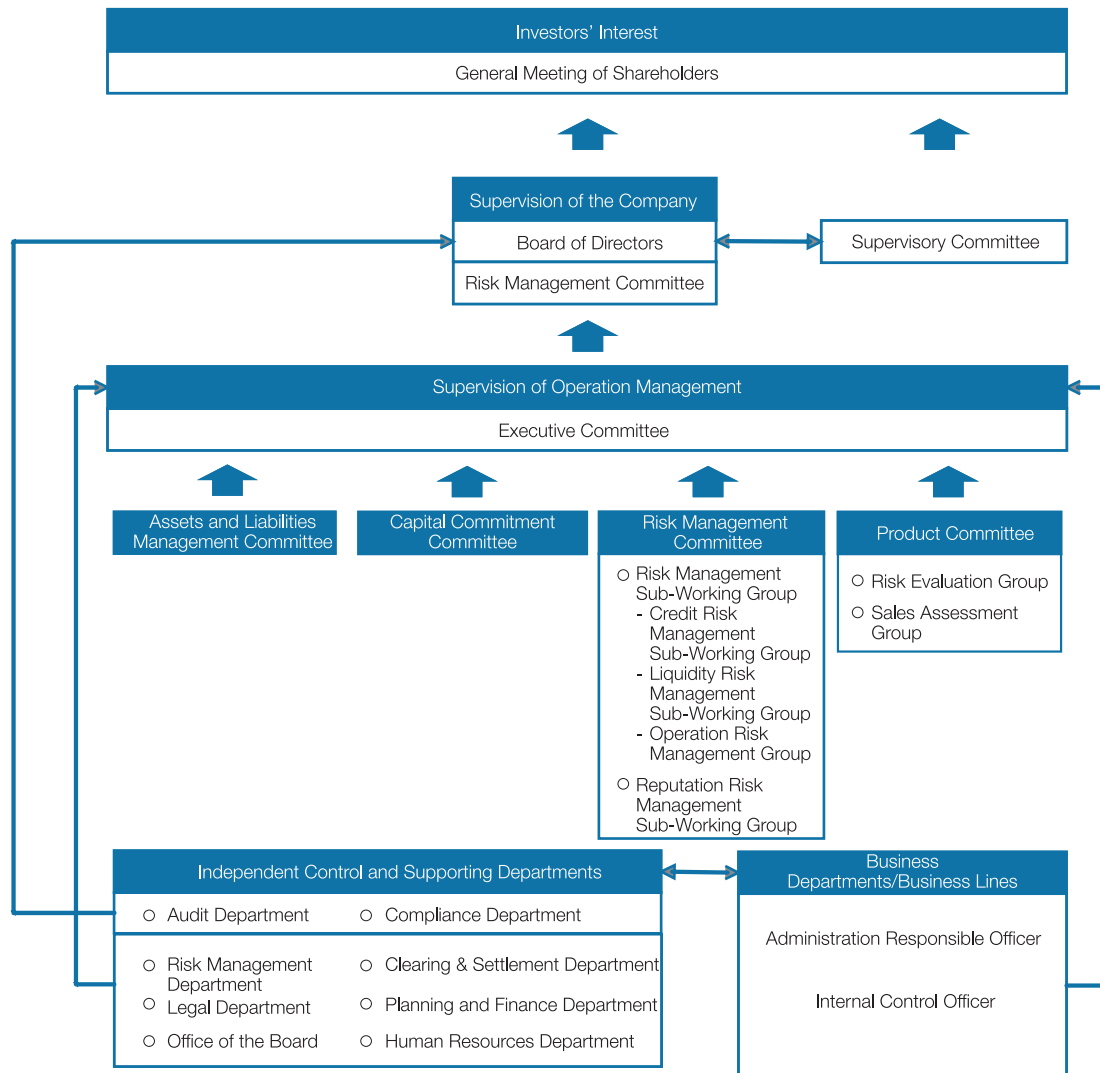 Investors' Interest
General Meeting of Shareholders
Supervision of the Company
Board of Directors
Risk Management Committee
Supervisory Committee
Supervision of Operation Management
Executive Committee
Assets and Liabilities
Management Committee
Capital Commitment
Committee
Risk Management
Committee
○ Risk Management
Sub-Working Group
- Credit Risk
Management
Sub-Working Group
- Liquidity Risk
Management
Sub-Working Group
- Operation Risk
Management Group
○ Reputation Risk
Management
Sub-Working Group
Product Committee
○ Risk Evaluation Group
○ Sales Assessment
Group
Independent Control and Supporting Departments
○ Audit Department
○ Compliance Department
○ Risk Management
Department
○ Legal Department
○ Office of the Board
○ Clearing & Settlement Department
○ Planning and Finance Department
○ Human Resources Department
Business
Departments/Business Lines
Administration Responsible Officer
Internal Control Officer